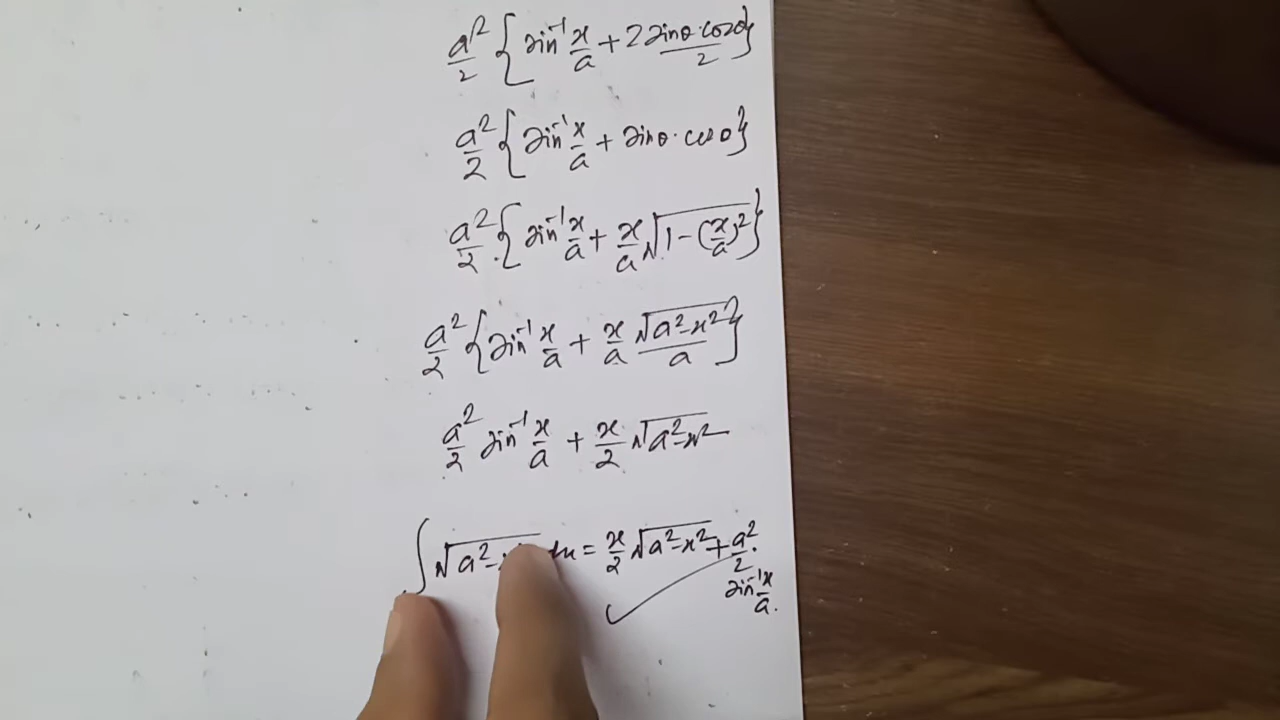 a²/2 { sin⁻¹ x/a + 2 sinθ·cosθ/2 }
a²/2 { sin⁻¹ x/a + sinθ·cosθ }
a²/2 · { sin⁻¹ x/a + x/a √(1-(x/a)²) }
a²/2 { sin⁻¹ x/a + x/a √(a²-x²)/a }
a²/2 sin⁻¹ x/a + x/2 √(a²-x²)
∫ √(a²- dx = x/2 √(a²-x²) + a²/2 ·
sin⁻¹ x/a .